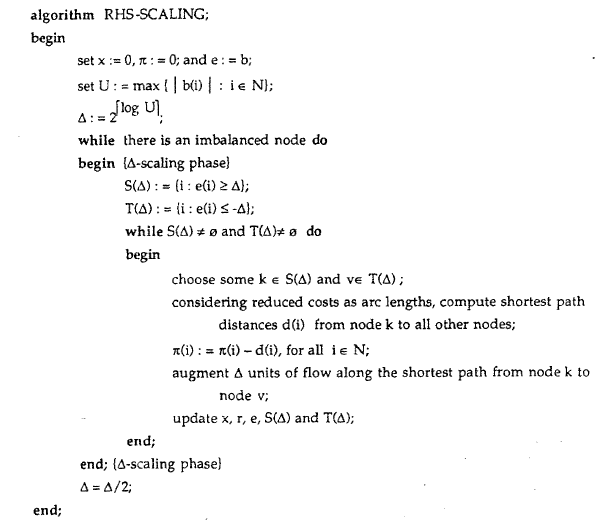 algorithm RHS-SCALING;
begin
set x := 0, π : = 0; and e : = b;
set U : = max { | b(i) | : i ∈ N};
Δ : = 2^⌈log U⌉;
while there is an imbalanced node do
begin {Δ-scaling phase}
S(Δ) : = {i : e(i) ≥ Δ};
T(Δ) : = {i : e(i) ≤ -Δ};
while S(Δ) ≠ ø and T(Δ)≠ ø do
begin
choose some k ∈ S(Δ) and v∈ T(Δ) ;
considering reduced costs as arc lengths, compute shortest path
distances d(i) from node k to all other nodes;
π(i) : = π(i) – d(i), for all i ∈ N;
augment Δ units of flow along the shortest path from node k to
node v;
update x, r, e, S(Δ) and T(Δ);
end;
end; {Δ-scaling phase}
Δ = Δ/2;
end;